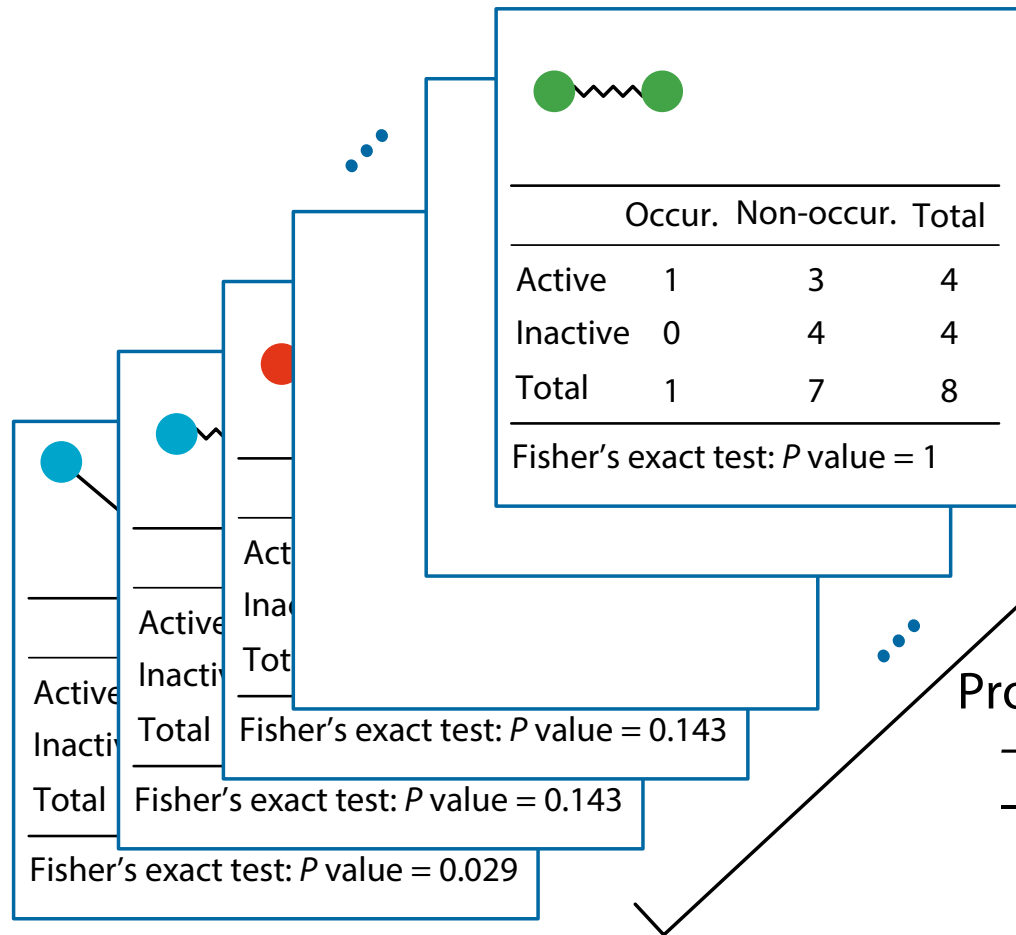 Occur. Non-occur. Total
Active 1 3 4
Inactive 0 4 4
Total 1 7 8
Fisher's exact test: P value = 1
Act
Ina
Tot
Fisher's exact test: P value = 0.143
Active
Inacti
Total
Fisher's exact test: P value = 0.143
Active
Inacti
Total
Fisher's exact test: P value = 0.029
Pro